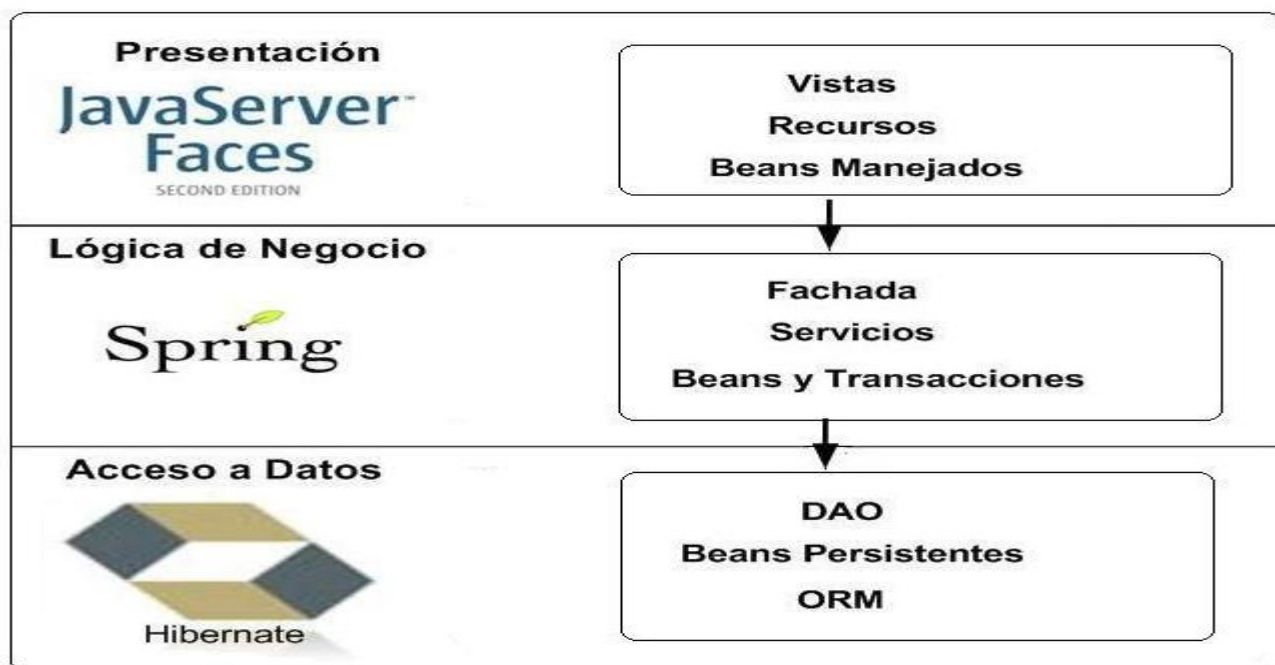 Presentación
JavaServer™
Faces
SECOND EDITION
Vistas
Recursos
Beans Manejados
Lógica de Negocio
Spring
Fachada
Servicios
Beans y Transacciones
Acceso a Datos
Hibernate
DAO
Beans Persistentes
ORM